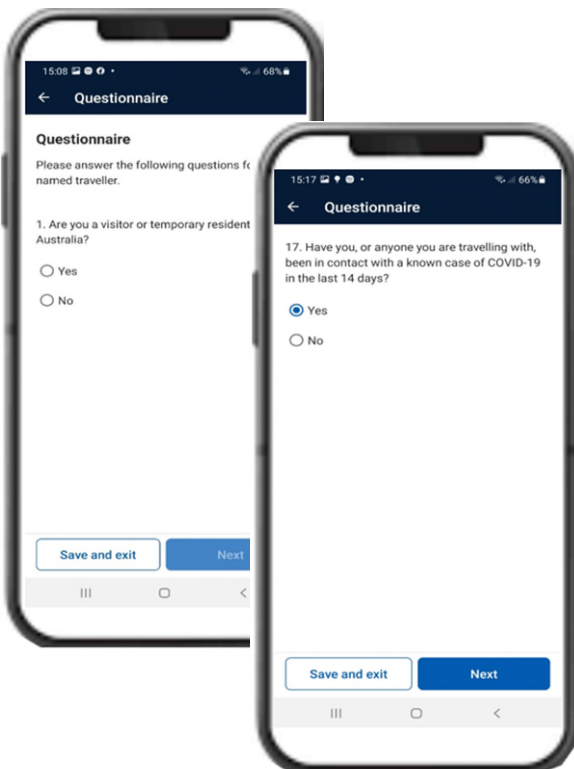 15:08 68%
Questionnaire
Questionnaire
Please answer the following questions fo
named traveller.
1. Are you a visitor or temporary resident
Australia?
Yes
No
Save and exit Next
15:17 66%
Questionnaire
17. Have you, or anyone you are travelling with,
been in contact with a known case of COVID-19
in the last 14 days?
Yes
No
Save and exit Next